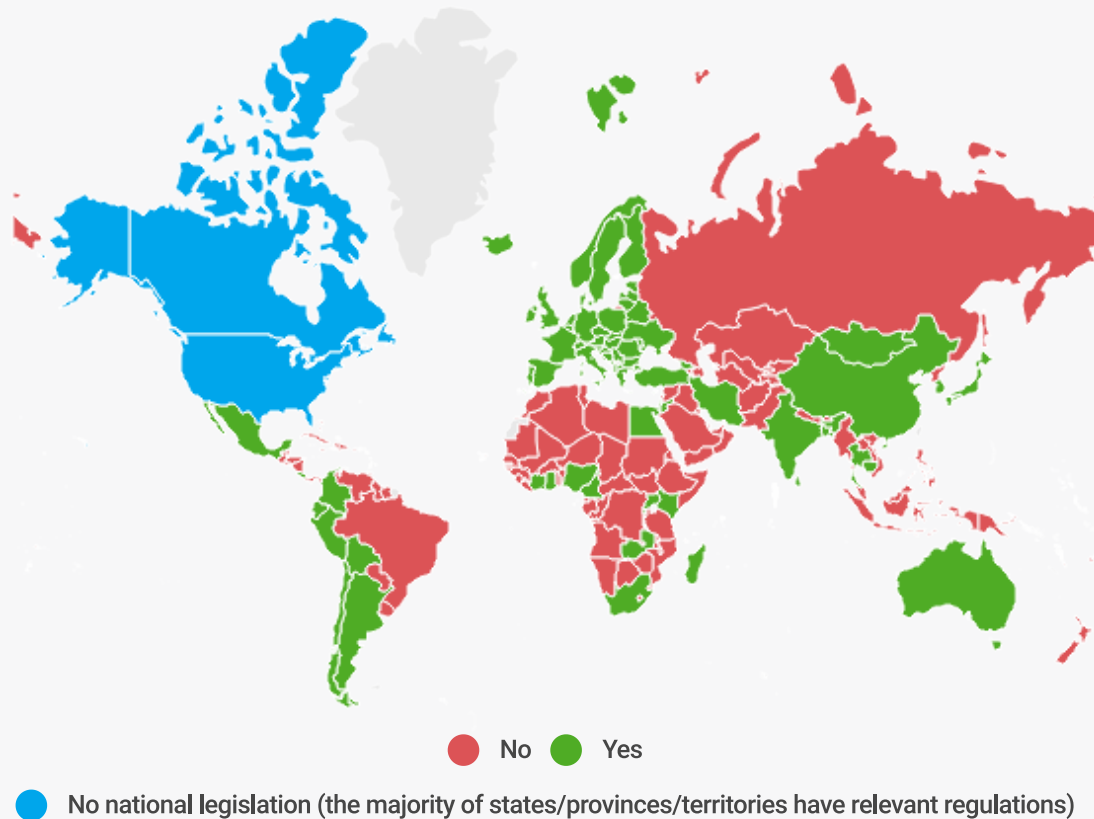 No Yes
No national legislation (the majority of states/provinces/territories have relevant regulations)